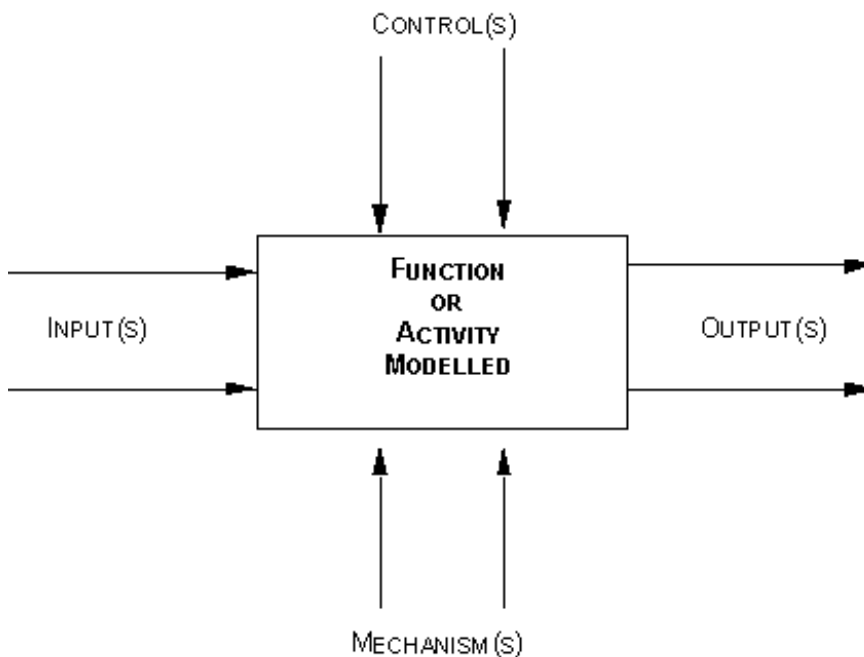 CONTROL(S)
FUNCTION
OR
ACTIVITY
MODELLED
INPUT(S)
OUTPUT(S)
MECHANISM(S)